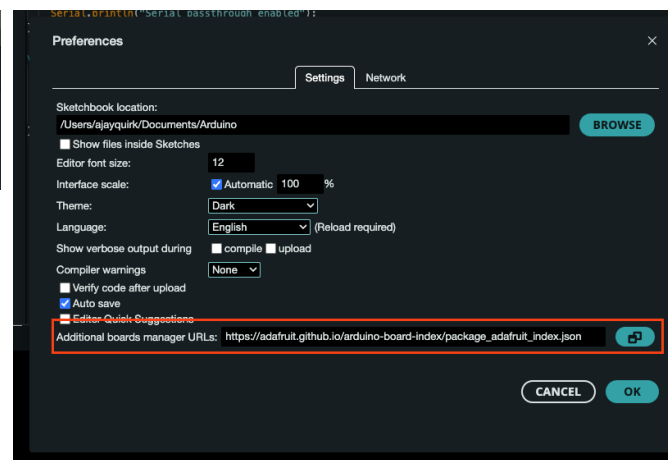 Serial.println("Serial passthrough enabled");
Preferences
Settings Network
Sketchbook location:
/Users/ajayquirk/Documents/Arduino BROWSE
Show files inside Sketches
Editor font size: 12
Interface scale: Automatic 100 %
Theme: Dark
Language: English (Reload required)
Show verbose output during compile upload
Compiler warnings None
Verify code after upload
Auto save
Editor Quick Suggestions
Additional boards manager URLs: https://adafruit.github.io/arduino-board-index/package_adafruit_index.json
CANCEL OK